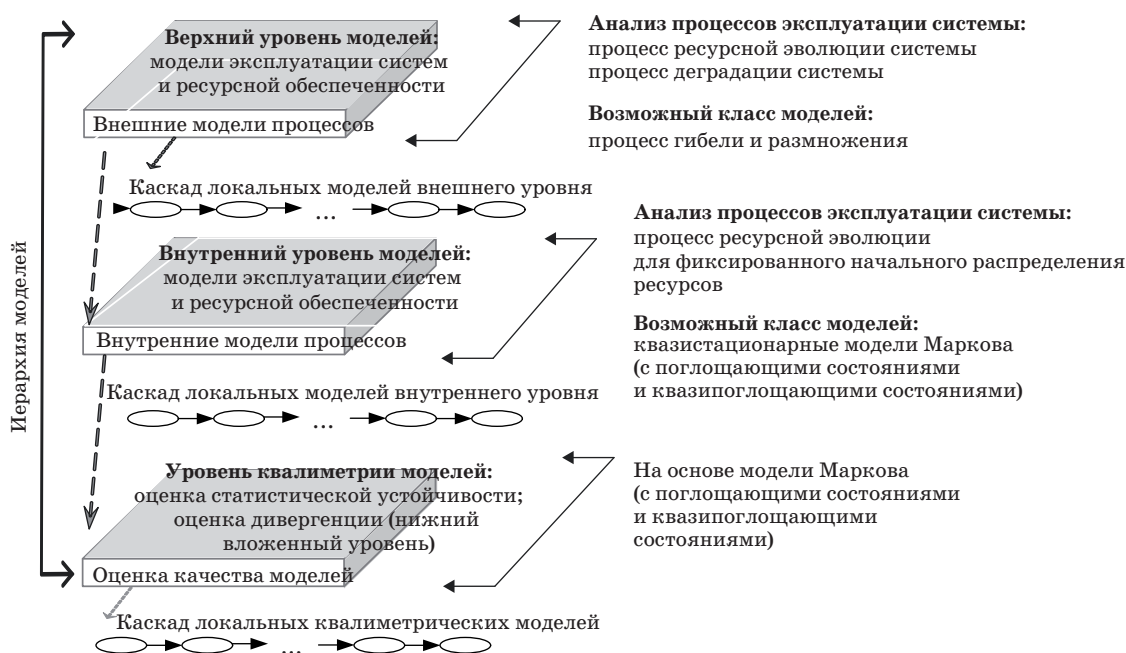 Иерархия моделей
Верхний уровень моделей:
модели эксплуатации систем
и ресурсной обеспеченности
Внешние модели процессов
Анализ процессов эксплуатации системы:
процесс ресурсной эволюции системы
процесс деградации системы
Возможный класс моделей:
процесс гибели и размножения
Каскад локальных моделей внешнего уровня
...
Внутренний уровень моделей:
модели эксплуатации систем
и ресурсной обеспеченности
Внутренние модели процессов
Анализ процессов эксплуатации системы:
процесс ресурсной эволюции
для фиксированного начального распределения
ресурсов
Возможный класс моделей:
квазистационарные модели Маркова
(с поглощающими состояниями
и квазипоглощающими состояниями)
Каскад локальных моделей внутреннего уровня
...
Уровень квалиметрии моделей:
оценка статистической устойчивости;
оценка дивергенции (нижний
вложенный уровень)
Оценка качества моделей
На основе модели Маркова
(с поглощающими состояниями
и квазипоглощающими
состояниями)
Каскад локальных квалиметрических моделей
...